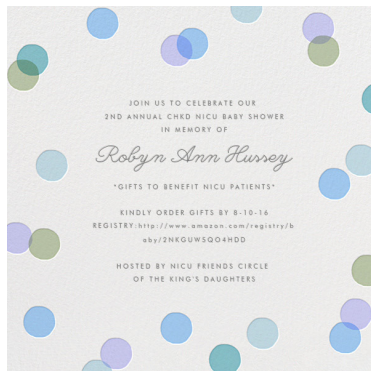 JOIN US TO CELEBRATE OUR
2ND ANNUAL CHKD NICU BABY SHOWER
IN MEMORY OF
Robyn Ann Hussey
*GIFTS TO BENEFIT NICU PATIENTS*
KINDLY ORDER GIFTS BY 8-10-16
REGISTRY:http://www.amazon.com/registry/b
aby/2NKGUW5QO4HDD
HOSTED BY NICU FRIENDS CIRCLE
OF THE KING'S DAUGHTERS